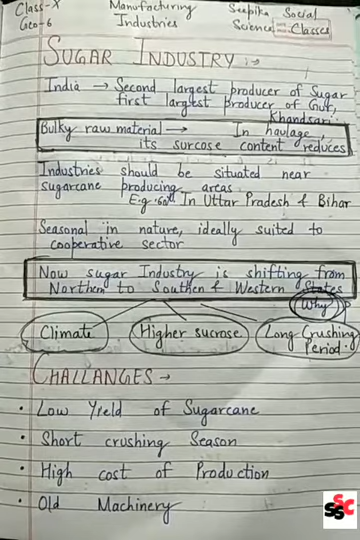 Class-X Manufacturing Deepika Social
Geo-6 Industries Science Classes
SUGAR INDUSTRY :→
India → Second largest producer of Sugar
first largest producer of Gur,
Khandsari
Bulky raw material → In haulage,
its surcose content reduces
Industries should be situated near
sugarcane producing areas
E.g. 60% In Uttar Pradesh & Bihar
Seasonal in nature, ideally suited to
cooperative sector
Now sugar Industry is shifting from
Northern to Southern & Western States
Why
Climate Higher sucrose Long Crushing
Period.
CHALLANGES →
• Low Yield of Sugarcane
• Short crushing Season
• High cost of Production
• Old Machinery
SSC